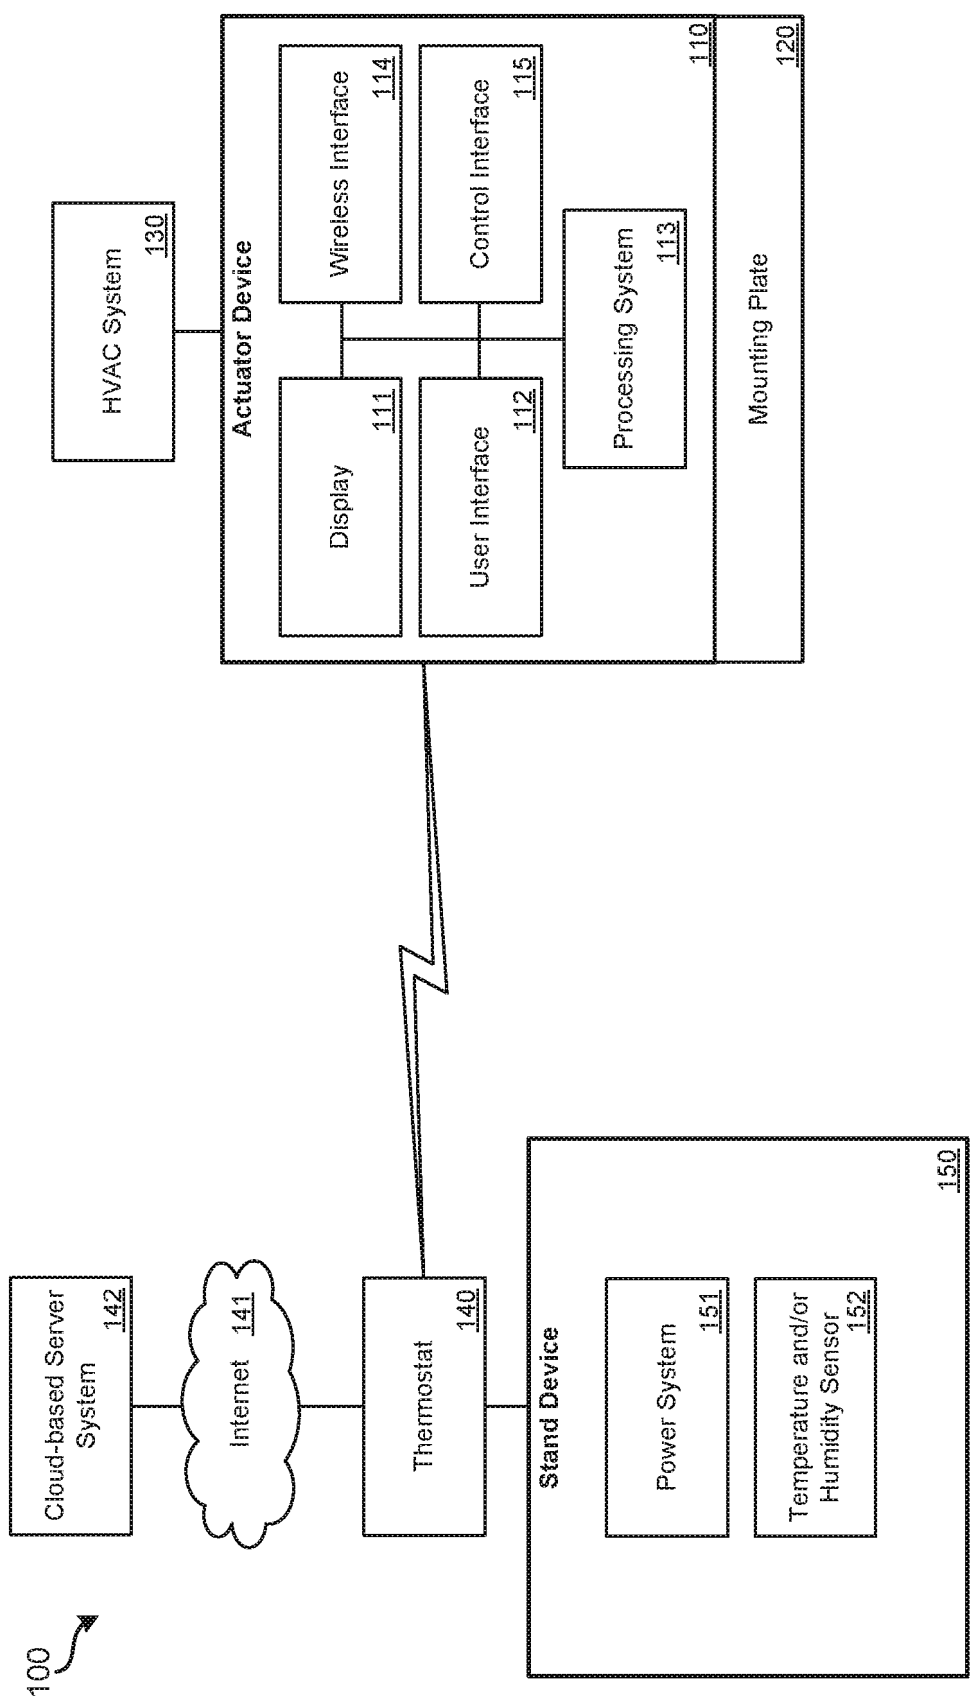 100
Cloud-based Server
System
142
Internet
141
Thermostat
140
Stand Device
Power System
151
Temperature and/or
Humidity Sensor
152
150
HVAC System
130
Actuator Device
Display
111
Wireless Interface
114
User Interface
112
Control Interface
115
Processing System
113
110
Mounting Plate
120